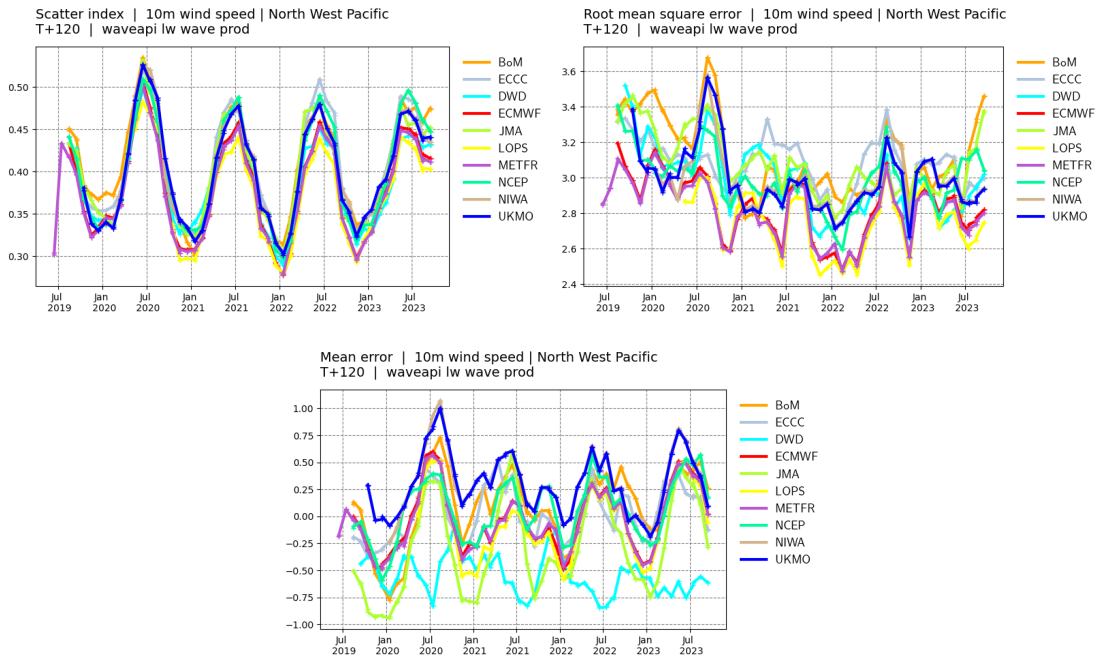 Scatter index | 10m wind speed | North West Pacific
T+120 | waveapi lw wave prod
0.50
0.45
0.40
0.35
0.30
Jul 2019
Jan 2020
Jul 2020
Jan 2021
Jul 2021
Jan 2022
Jul 2022
Jan 2023
Jul 2023
BoM
ECCC
DWD
ECMWF
JMA
LOPS
METFR
NCEP
NIWA
UKMO
Root mean square error | 10m wind speed | North West Pacific
T+120 | waveapi lw wave prod
3.6
3.4
3.2
3.0
2.8
2.6
2.4
Jul 2019
Jan 2020
Jul 2020
Jan 2021
Jul 2021
Jan 2022
Jul 2022
Jan 2023
Jul 2023
BoM
ECCC
DWD
ECMWF
JMA
LOPS
METFR
NCEP
NIWA
UKMO
Mean error | 10m wind speed | North West Pacific
T+120 | waveapi lw wave prod
1.00
0.75
0.50
0.25
0.00
−0.25
−0.50
−0.75
−1.00
Jul 2019
Jan 2020
Jul 2020
Jan 2021
Jul 2021
Jan 2022
Jul 2022
Jan 2023
Jul 2023
BoM
ECCC
DWD
ECMWF
JMA
LOPS
METFR
NCEP
NIWA
UKMO